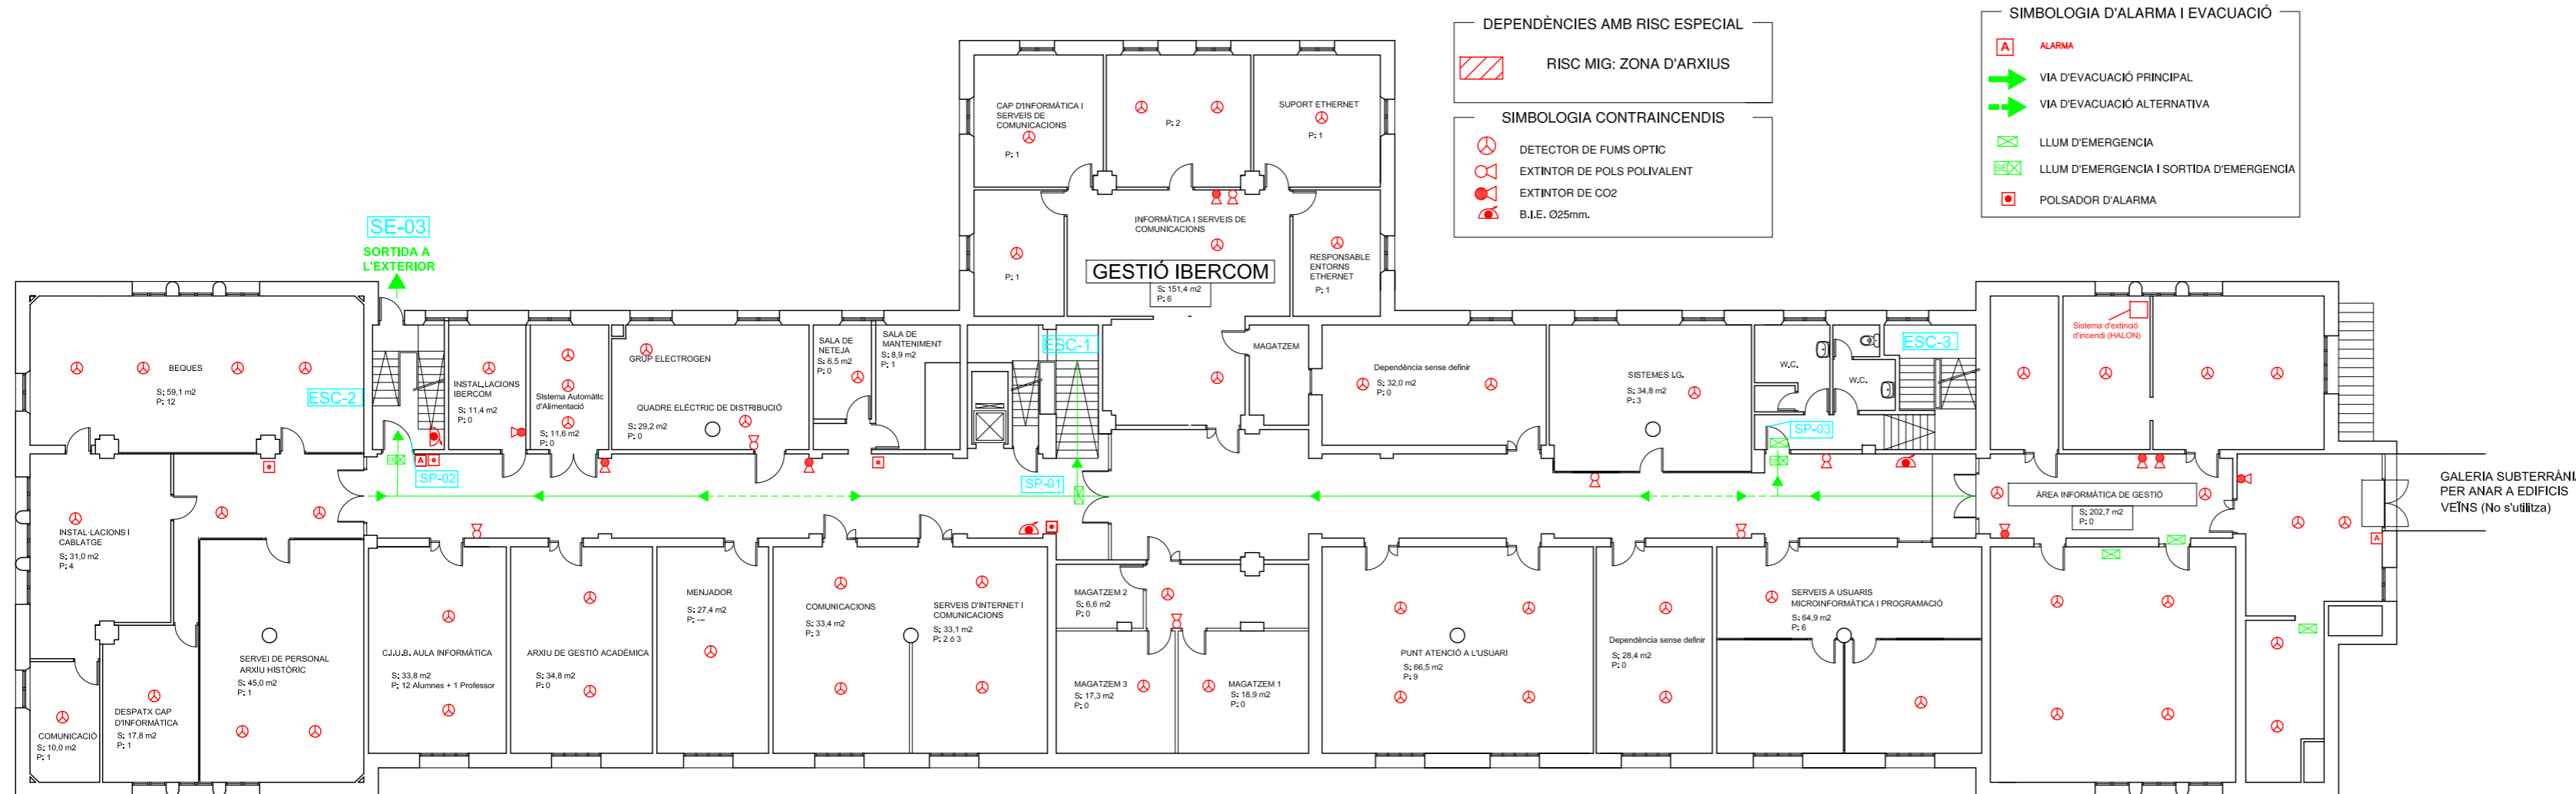 DEPENDÈNCIES AMB RISC ESPECIAL
RISC MIG: ZONA D'ARXIUS
SIMBOLOGIA CONTRAINCENDIS
DETECTOR DE FUMS OPTIC
EXTINTOR DE POLS POLIVALENT
EXTINTOR DE CO2
B.I.E. Ø25mm.
SIMBOLOGIA D'ALARMA I EVACUACIÓ
A
ALARMA
VIA D'EVACUACIÓ PRINCIPAL
VIA D'EVACUACIÓ ALTERNATIVA
LLUM D'EMERGENCIA
SE
LLUM D'EMERGENCIA I SORTIDA D'EMERGENCIA
POLSADOR D'ALARMA
CAP D'INFORMÀTICA I
SERVEIS DE
COMUNICACIONS
P: 1
P: 2
SUPORT ETHERNET
P: 1
P: 1
INFORMÀTICA I SERVEIS DE
COMUNICACIONS
GESTIÓ IBERCOM
S: 151,4 m2
P: 6
RESPONSABLE
ENTORNS
ETHERNET
P: 1
SE-03
SORTIDA A
L'EXTERIOR
BEQUES
S: 59,1 m2
P: 12
ESC-2
INSTAL.LACIONS
IBERCOM
S: 11,4 m2
P: 0
Sistema Automàtic
d'Alimentació
S: 11,6 m2
P: 0
GRUP ELECTROGEN
QUADRE ELÈCTRIC DE DISTRIBUCIÓ
S: 29,2 m2
P: 0
SALA DE
NETEJA
S: 6,5 m2
P: 0
SALA DE
MANTENIMENT
S: 8,9 m2
P: 1
ESC-1
MAGATZEM
Dependència sense definir
S: 32,0 m2
P: 0
SISTEMES I.G.
S: 34,8 m2
P: 3
W.C.
W.C.
ESC-3
Sistema d'extinció
d'incendi (HALON)
SE
A
SP-02
SP-01
SP-03
SE
ÀREA INFORMÀTICA DE GESTIÓ
S: 202,7 m2
P: 0
GALERIA SUBTERRÀNI
PER ANAR A EDIFICIS
VEÏNS (No s'utilitza)
A
INSTAL·LACIONS I
CABLATGE
S: 31,0 m2
P: 4
COMUNICACIÓ
S: 10,0 m2
P: 1
DESPATX CAP
D'INFORMÀTICA
S: 17,8 m2
P: 1
SERVEI DE PERSONAL
ARXIU HISTÒRIC
S: 45,0 m2
P: 1
C.I.U.B. AULA INFORMÀTICA
S: 33,8 m2
P: 12 Alumnes + 1 Professor
ARXIU DE GESTIÓ ACADÈMICA
S: 34,8 m2
P: 0
MENJADOR
S: 27,4 m2
P: ---
COMUNICACIONS
S: 33,4 m2
P: 3
SERVEIS D'INTERNET I
COMUNICACIONS
S: 33,1 m2
P: 2 ó 3
MAGATZEM 2
S: 6,6 m2
P: 0
MAGATZEM 3
S: 17,3 m2
P: 0
MAGATZEM 1
S: 18,9 m2
P: 0
PUNT ATENCIÓ A L'USUARI
S: 66,5 m2
P: 9
Dependència sense definir
S: 28,4 m2
P: 0
SERVEIS A USUARIS
MICROINFORMÀTICA I PROGRAMACIÓ
S: 64,9 m2
P: 6